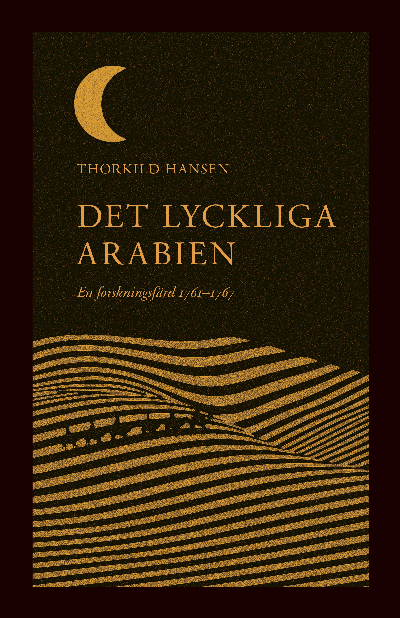 THORKILD HANSEN
DET LYCKLIGA
ARABIEN
En forskningsfärd 1761–1767